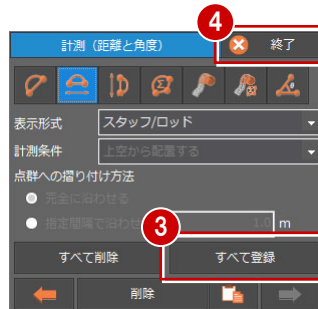 4
計測（距離と角度）
終了
表示形式
スタッフ/ロッド
計測条件
上空から配置する
点群への摺り付け方法
完全に沿わせる
指定間隔で沿わせ
1.0 m
3
すべて削除
すべて登録
削除